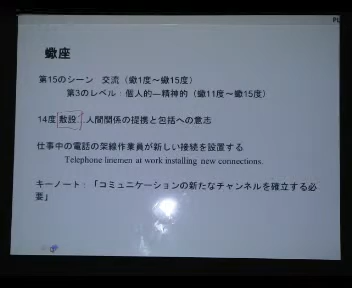 蠍座
第15のシーン 交流（蠍1度～蠍15度）
第3のレベル：個人的―精神的（蠍11度～蠍15度）
14度 敷設：人間関係の提携と包括への意志
仕事中の電話の架線作業員が新しい接続を設置する
Telephone linemen at work installing new connections.
キーノート：「コミュニケーションの新たなチャンネルを確立する必
要」